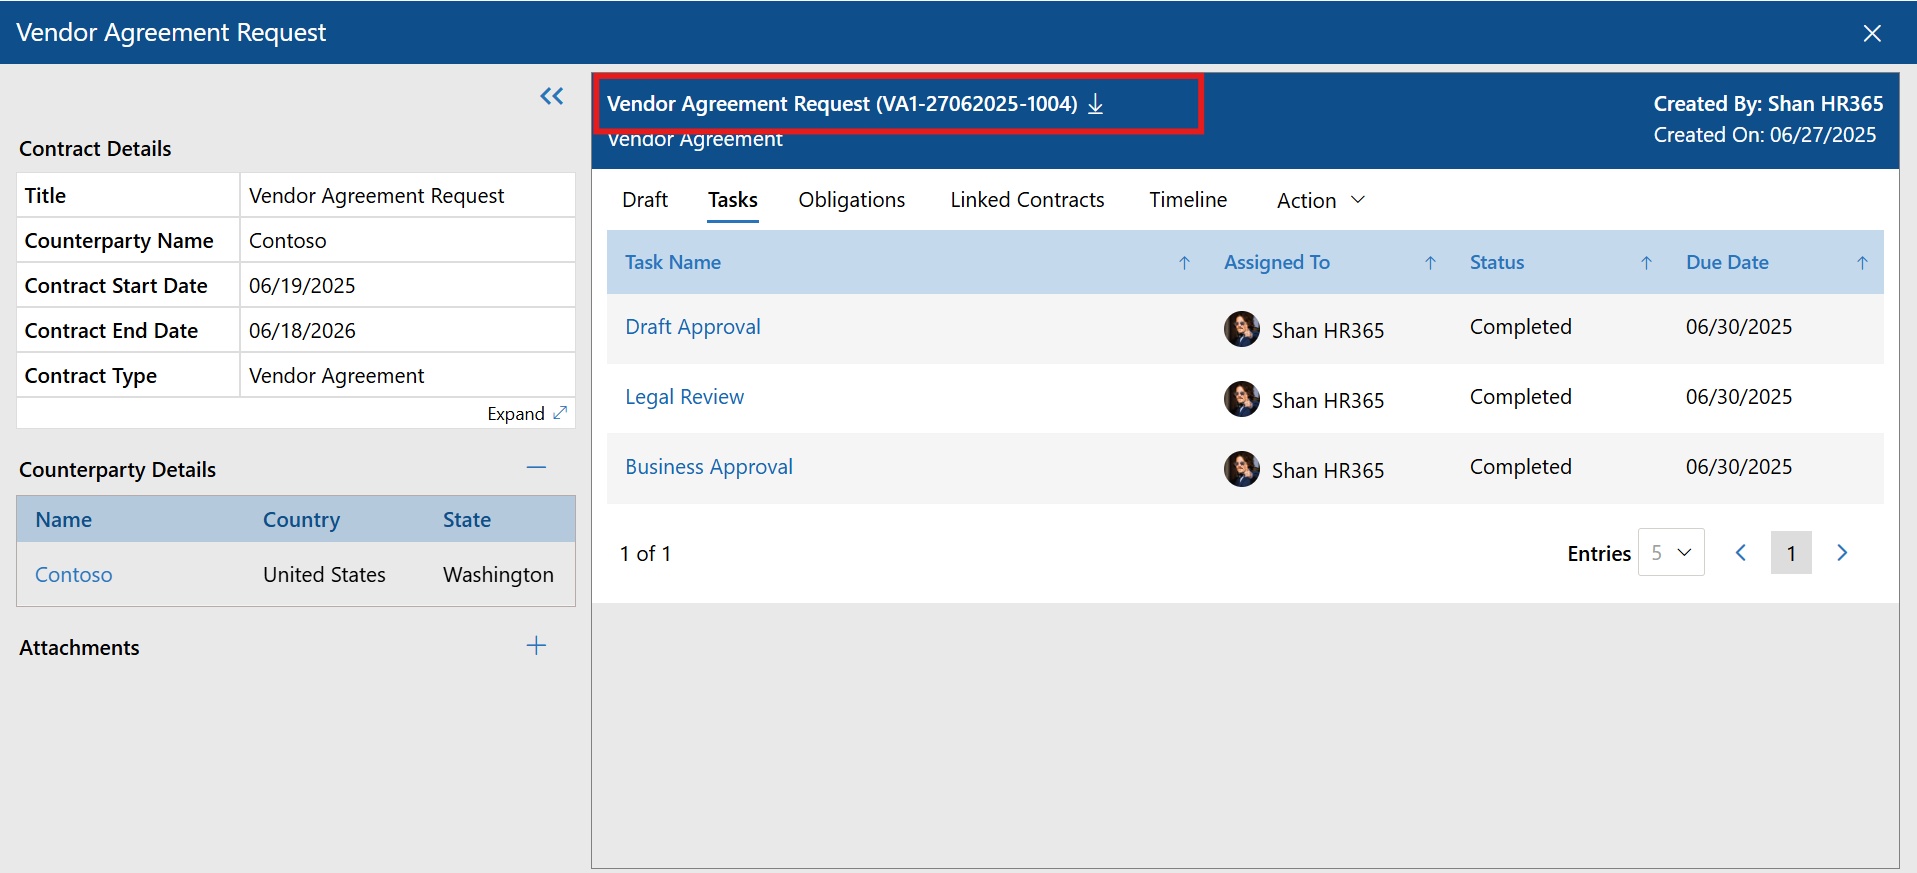 Vendor Agreement Request
Contract Details
Title Vendor Agreement Request
Counterparty Name Contoso
Contract Start Date 06/19/2025
Contract End Date 06/18/2026
Contract Type Vendor Agreement
Expand
Counterparty Details
Name Country State
Contoso United States Washington
Attachments
Vendor Agreement Request (VA1-27062025-1004)
Vendor Agreement
Created By: Shan HR365
Created On: 06/27/2025
Draft Tasks Obligations Linked Contracts Timeline Action
Task Name Assigned To Status Due Date
Draft Approval Shan HR365 Completed 06/30/2025
Legal Review Shan HR365 Completed 06/30/2025
Business Approval Shan HR365 Completed 06/30/2025
1 of 1 Entries 5 1